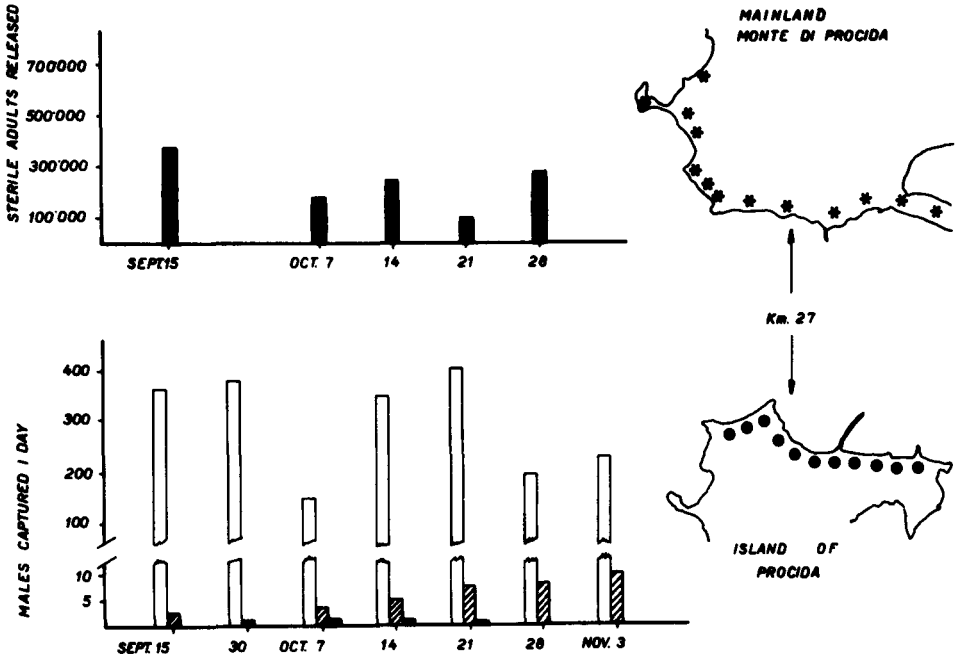 STERILE ADULTS RELEASED
700'000
500'000
300'000
100'000
SEPT.15 OCT. 7 14 21 28
MAINLAND
MONTE DI PROCIDA
Km. 27
ISLAND OF
PROCIDA
MALES CAPTURED / DAY
400
300
200
100
10
5
SEPT. 15 30 OCT. 7 14 21 28 NOV. 3